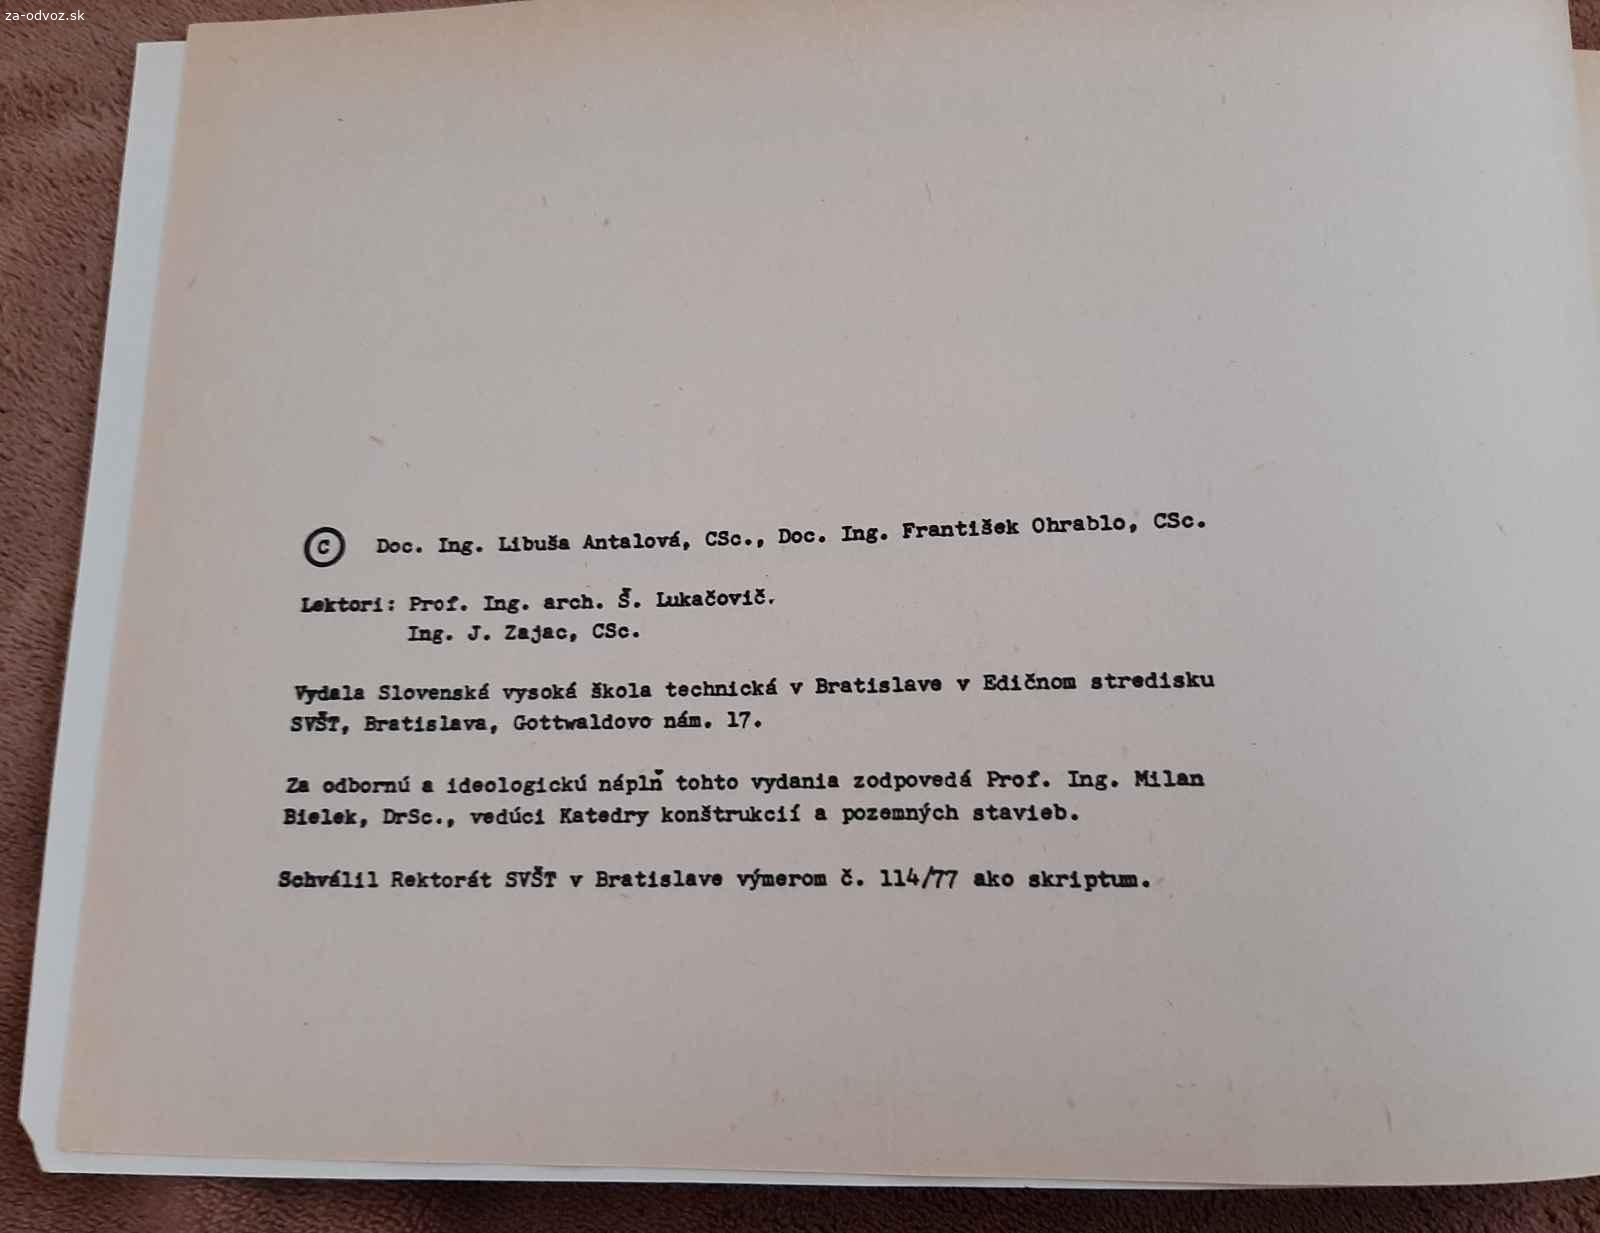 za-odvoz.sk
© Doc. Ing. Libuša Antalová, CSc., Doc. Ing. František Ohrablo, CSc.
Lektori: Prof. Ing. arch. Š. Lukačovič.
Ing. J. Zajac, CSc.
Vydala Slovenská vysoká škola technická v Bratislave v Edičnom stredisku
SVŠT, Bratislava, Gottwaldovo nám. 17.
Za odbornú a ideologickú náplň tohto vydania zodpovedá Prof. Ing. Milan
Bielek, DrSc., vedúci Katedry konštrukcií a pozemných stavieb.
Schválil Rektorát SVŠT v Bratislave výmerom č. 114/77 ako skriptum.